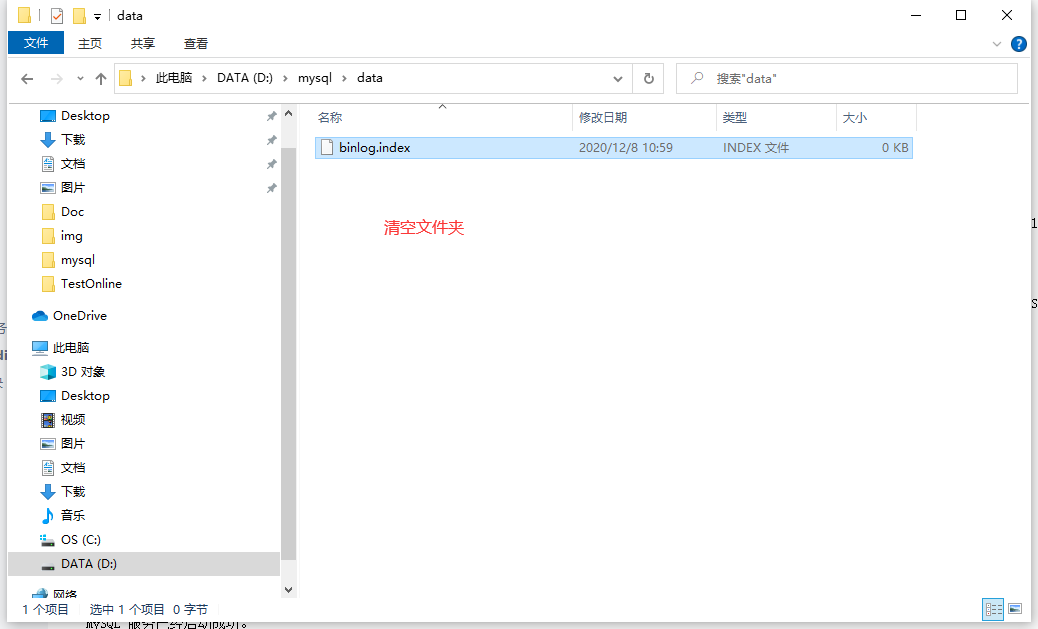 data
文件 主页 共享 查看
此电脑 DATA (D:) mysql data 搜索"data"
名称 修改日期 类型 大小
binlog.index 2020/12/8 10:59 INDEX 文件 0 KB
清空文件夹
Desktop
下载
文档
图片
Doc
img
mysql
TestOnline
OneDrive
此电脑
3D 对象
Desktop
视频
图片
文档
下载
音乐
OS (C:)
DATA (D:)
网络
1 个项目 选中 1 个项目 0 字节